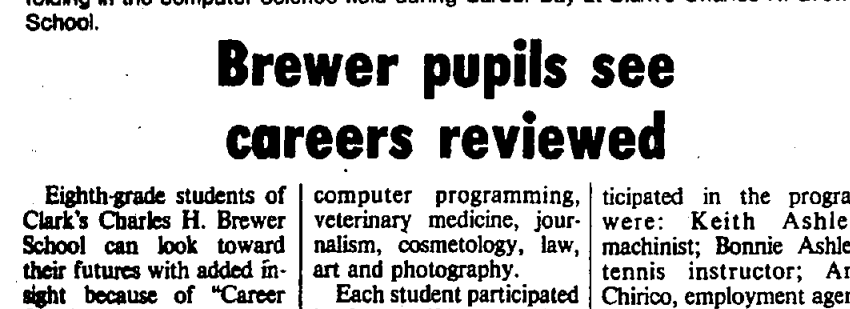 School.
Brewer pupils see
careers reviewed
Eighth-grade students of
Clark's Charles H. Brewer
School can look toward
their futures with added in-
sight because of "Career
computer programming,
veterinary medicine, jour-
nalism, cosmetology, law,
art and photography.
Each student participated
ticipated in the progra
were: Keith Ashle
machinist; Bonnie Ashle
tennis instructor; Ar
Chirico, employment agen